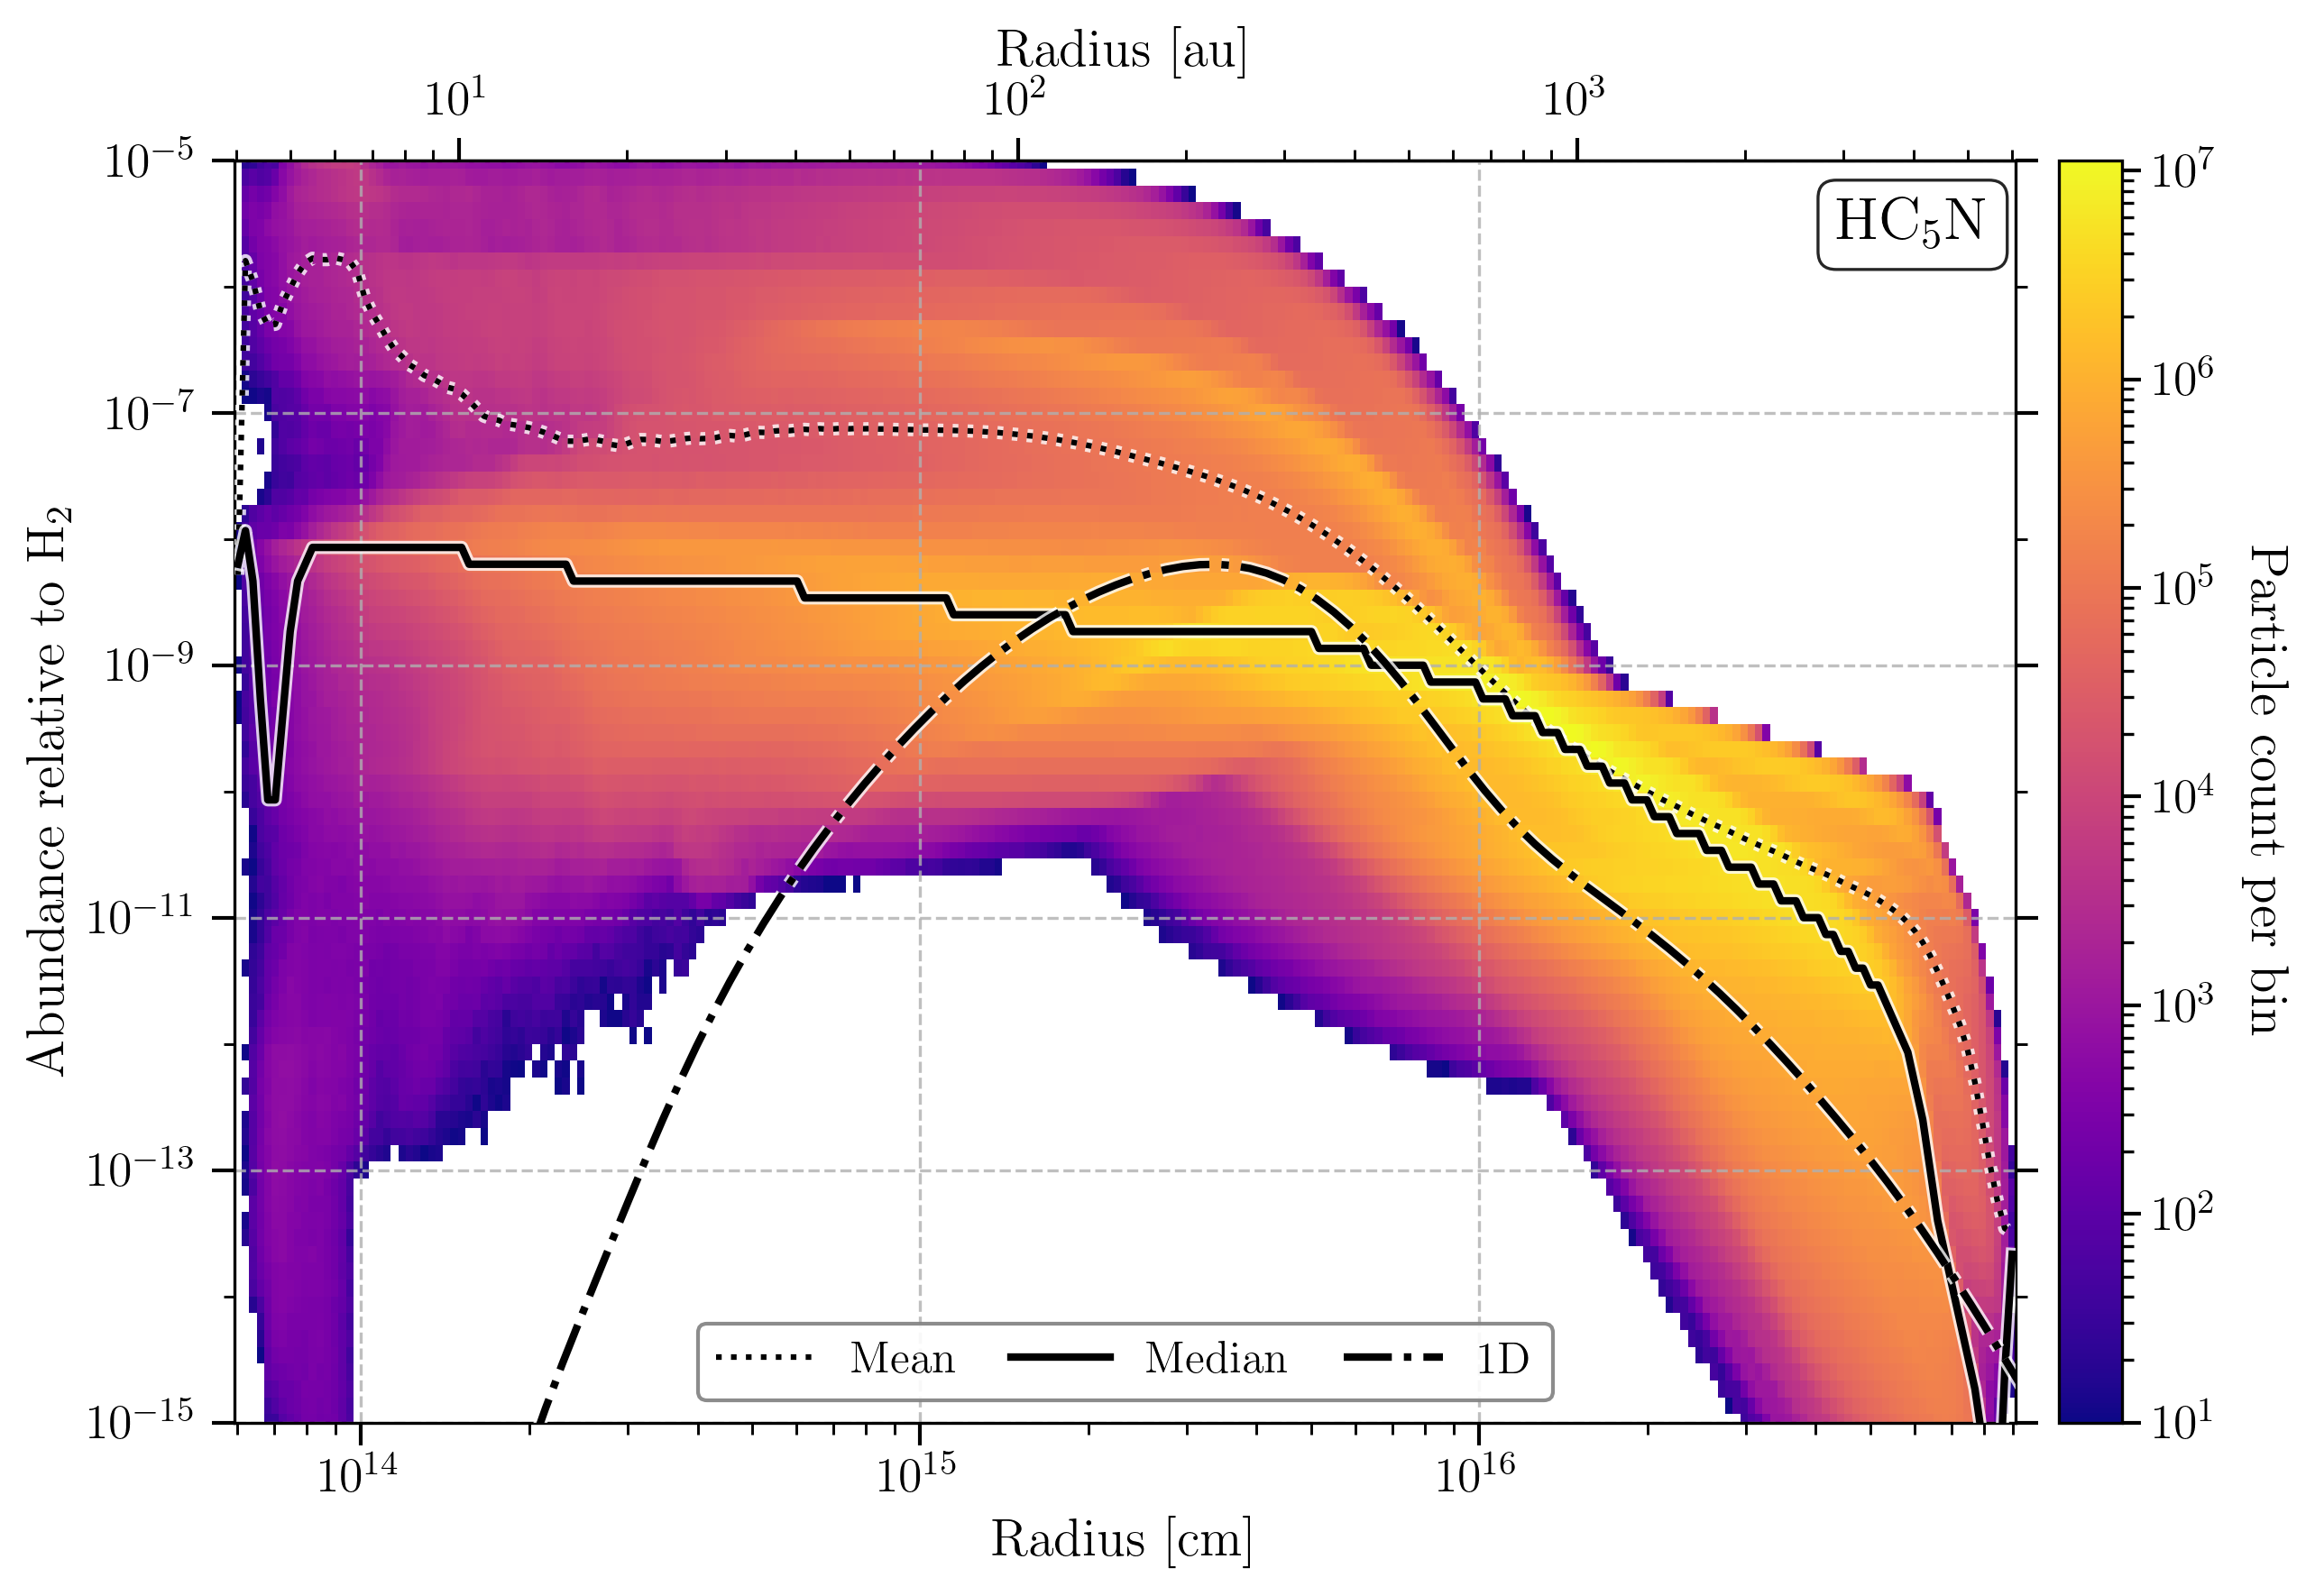 Radius [au]
10^1 10^2 10^3
10^-5
10^-7
10^-9
10^-11
10^-13
10^-15
Abundance relative to H₂
HC₅N
Mean Median 1D
10^14 10^15 10^16
Radius [cm]
10^7
10^6
10^5
10^4
10^3
10^2
10^1
Particle count per bin